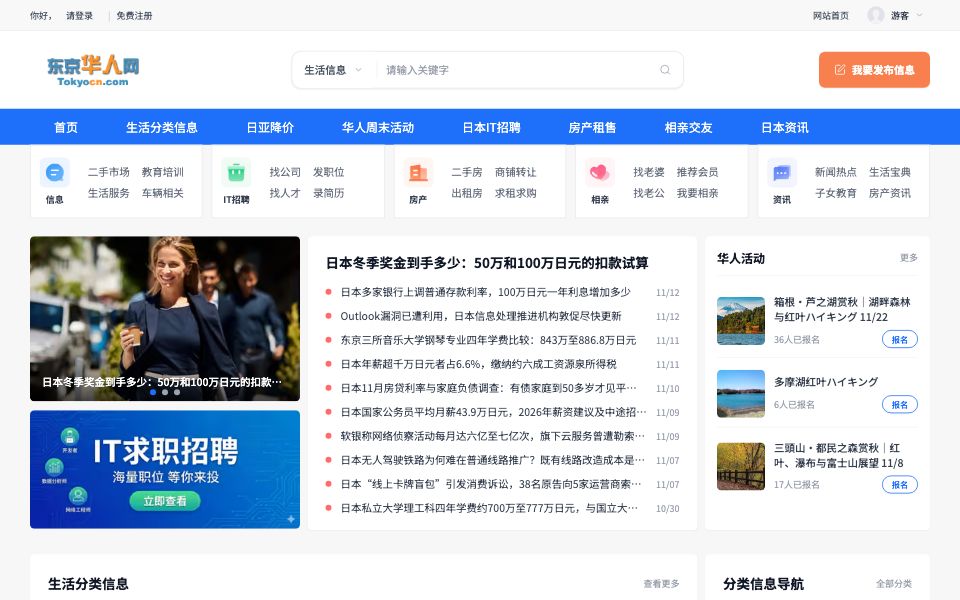 你好， 请登录 | 免费注册
网站首页 游客
东京华人网
Tokyocn.com
生活信息 请输入关键字
我要发布信息
首页 生活分类信息 日亚降价 华人周末活动 日本IT招聘 房产租售 相亲交友 日本资讯
二手市场 教育培训
生活服务 车辆相关
信息
找公司 发职位
找人才 录简历
IT招聘
二手房 商铺转让
出租房 求租求购
房产
找老婆 推荐会员
找老公 我要相亲
相亲
新闻热点 生活宝典
子女教育 房产资讯
资讯
日本冬季奖金到手多少：50万和100万日元的扣款…
IT求职招聘
海量职位 等你来投
立即查看
开发者
数据分析师
网络工程师
日本冬季奖金到手多少：50万和100万日元的扣款试算
日本多家银行上调普通存款利率，100万日元一年利息增加多少 11/12
Outlook漏洞已遭利用，日本信息处理推进机构敦促尽快更新 11/12
东京三所音乐大学钢琴专业四年学费比较：843万至886.8万日元 11/11
日本年薪超千万日元者占6.6%，缴纳约六成工资源泉所得税 11/11
日本11月房贷利率与家庭负债调查：有债家庭到50多岁才见平… 11/10
日本国家公务员平均月薪43.9万日元，2026年薪资建议及中途招… 11/09
软银称网络侦察活动每月达六亿至七亿次，旗下云服务曾遭勒索… 11/09
日本无人驾驶铁路为何难在普通线路推广？既有线路改造成本是… 11/07
日本“线上卡牌盲包”引发消费诉讼，38名原告向5家运营商索… 11/07
日本私立大学理工科四年学费约700万至777万日元，与国立大… 10/30
华人活动 更多
箱根・芦之湖赏秋｜湖畔森林
与红叶ハイキング 11/22
36人已报名 报名
多摩湖红叶ハイキング
6人已报名 报名
三頭山・都民之森赏秋｜红
叶、瀑布与富士山展望 11/8
17人已报名 报名
生活分类信息 查看更多
分类信息导航 全部分类